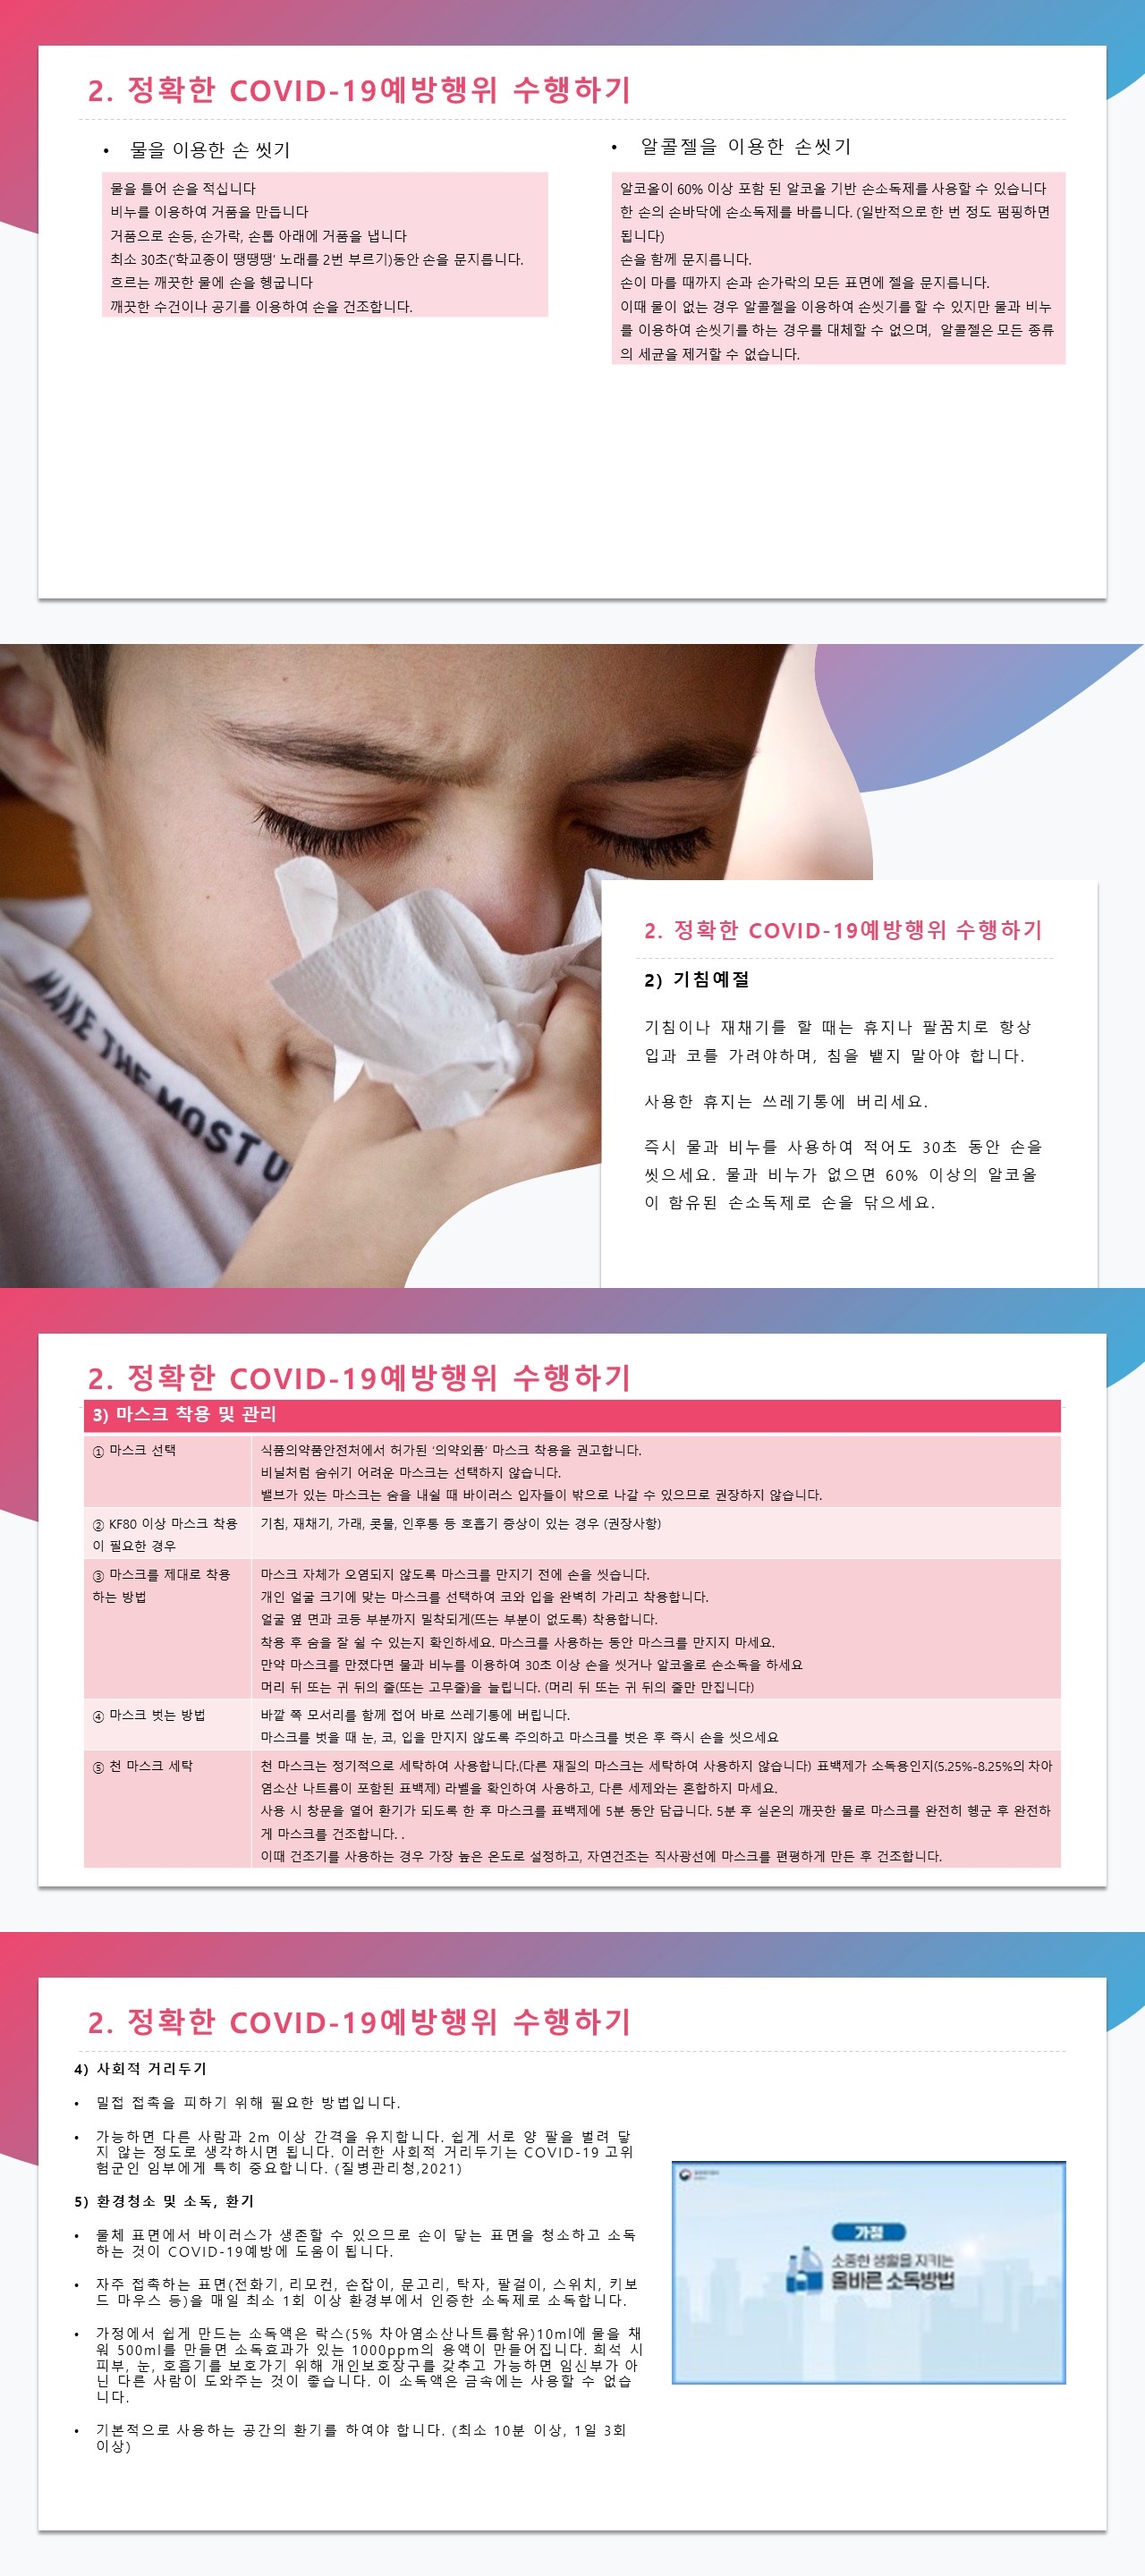 2. 정확한 COVID-19예방행위 수행하기
• 물을 이용한 손 씻기
물을 틀어 손을 적십니다
비누를 이용하여 거품을 만듭니다
거품으로 손등, 손가락, 손톱 아래에 거품을 냅니다
최소 30초('학교종이 땡땡땡' 노래를 2번 부르기)동안 손을 문지릅니다.
흐르는 깨끗한 물에 손을 헹굽니다
깨끗한 수건이나 공기를 이용하여 손을 건조합니다.
• 알콜젤을 이용한 손씻기
알코올이 60% 이상 포함 된 알코올 기반 손소독제를 사용할 수 있습니다
한 손의 손바닥에 손소독제를 바릅니다. (일반적으로 한 번 정도 펌핑하면
됩니다)
손을 함께 문지릅니다.
손이 마를 때까지 손과 손가락의 모든 표면에 젤을 문지릅니다.
이때 물이 없는 경우 알콜젤을 이용하여 손씻기를 할 수 있지만 물과 비누
를 이용하여 손씻기를 하는 경우를 대체할 수 없으며, 알콜젤은 모든 종류
의 세균을 제거할 수 없습니다.
MAKE THE MOST O
2. 정확한 COVID-19예방행위 수행하기
2) 기침예절
기침이나 재채기를 할 때는 휴지나 팔꿈치로 항상
입과 코를 가려야하며, 침을 뱉지 말아야 합니다.
사용한 휴지는 쓰레기통에 버리세요.
즉시 물과 비누를 사용하여 적어도 30초 동안 손을
씻으세요. 물과 비누가 없으면 60% 이상의 알코올
이 함유된 손소독제로 손을 닦으세요.
2. 정확한 COVID-19예방행위 수행하기
3) 마스크 착용 및 관리
① 마스크 선택
식품의약품안전처에서 허가된 '의약외품' 마스크 착용을 권고합니다.
비닐처럼 숨쉬기 어려운 마스크는 선택하지 않습니다.
밸브가 있는 마스크는 숨을 내쉴 때 바이러스 입자들이 밖으로 나갈 수 있으므로 권장하지 않습니다.
② KF80 이상 마스크 착용
이 필요한 경우
기침, 재채기, 가래, 콧물, 인후통 등 호흡기 증상이 있는 경우 (권장사항)
③ 마스크를 제대로 착용
하는 방법
마스크 자체가 오염되지 않도록 마스크를 만지기 전에 손을 씻습니다.
개인 얼굴 크기에 맞는 마스크를 선택하여 코와 입을 완벽히 가리고 착용합니다.
얼굴 옆 면과 코등 부분까지 밀착되게(뜨는 부분이 없도록) 착용합니다.
착용 후 숨을 잘 쉴 수 있는지 확인하세요. 마스크를 사용하는 동안 마스크를 만지지 마세요.
만약 마스크를 만졌다면 물과 비누를 이용하여 30초 이상 손을 씻거나 알코올로 손소독을 하세요
머리 뒤 또는 귀 뒤의 줄(또는 고무줄)을 늘립니다. (머리 뒤 또는 귀 뒤의 줄만 만집니다)
④ 마스크 벗는 방법
바깥 쪽 모서리를 함께 접어 바로 쓰레기통에 버립니다.
마스크를 벗을 때 눈, 코, 입을 만지지 않도록 주의하고 마스크를 벗은 후 즉시 손을 씻으세요
⑤ 천 마스크 세탁
천 마스크는 정기적으로 세탁하여 사용합니다.(다른 재질의 마스크는 세탁하여 사용하지 않습니다) 표백제가 소독용인지(5.25%-8.25%의 차아
염소산 나트륨이 포함된 표백제) 라벨을 확인하여 사용하고, 다른 세제와는 혼합하지 마세요.
사용 시 창문을 열어 환기가 되도록 한 후 마스크를 표백제에 5분 동안 담급니다. 5분 후 실온의 깨끗한 물로 마스크를 완전히 헹군 후 완전하
게 마스크를 건조합니다. .
이때 건조기를 사용하는 경우 가장 높은 온도로 설정하고, 자연건조는 직사광선에 마스크를 편평하게 만든 후 건조합니다.
2. 정확한 COVID-19예방행위 수행하기
4) 사회적 거리두기
• 밀접 접촉을 피하기 위해 필요한 방법입니다.
• 가능하면 다른 사람과 2m 이상 간격을 유지합니다. 쉽게 서로 양 팔을 벌려 닿
지 않는 정도로 생각하시면 됩니다. 이러한 사회적 거리두기는 COVID-19 고위
험군인 임부에게 특히 중요합니다. (질병관리청,2021)
5) 환경청소 및 소독, 환기
• 물체 표면에서 바이러스가 생존할 수 있으므로 손이 닿는 표면을 청소하고 소독
하는 것이 COVID-19예방에 도움이 됩니다.
• 자주 접촉하는 표면(전화기, 리모컨, 손잡이, 문고리, 탁자, 팔걸이, 스위치, 키보
드 마우스 등)을 매일 최소 1회 이상 환경부에서 인증한 소독제로 소독합니다.
• 가정에서 쉽게 만드는 소독액은 락스(5% 차아염소산나트륨함유)10ml에 물을 채
워 500ml를 만들면 소독효과가 있는 1000ppm의 용액이 만들어집니다. 희석 시
피부, 눈, 호흡기를 보호가기 위해 개인보호장구를 갖추고 가능하면 임신부가 아
닌 다른 사람이 도와주는 것이 좋습니다. 이 소독액은 금속에는 사용할 수 없습
니다.
• 기본적으로 사용하는 공간의 환기를 하여야 합니다. (최소 10분 이상, 1일 3회
이상)
가정
소중한 생활을 지키는
올바른 소독방법